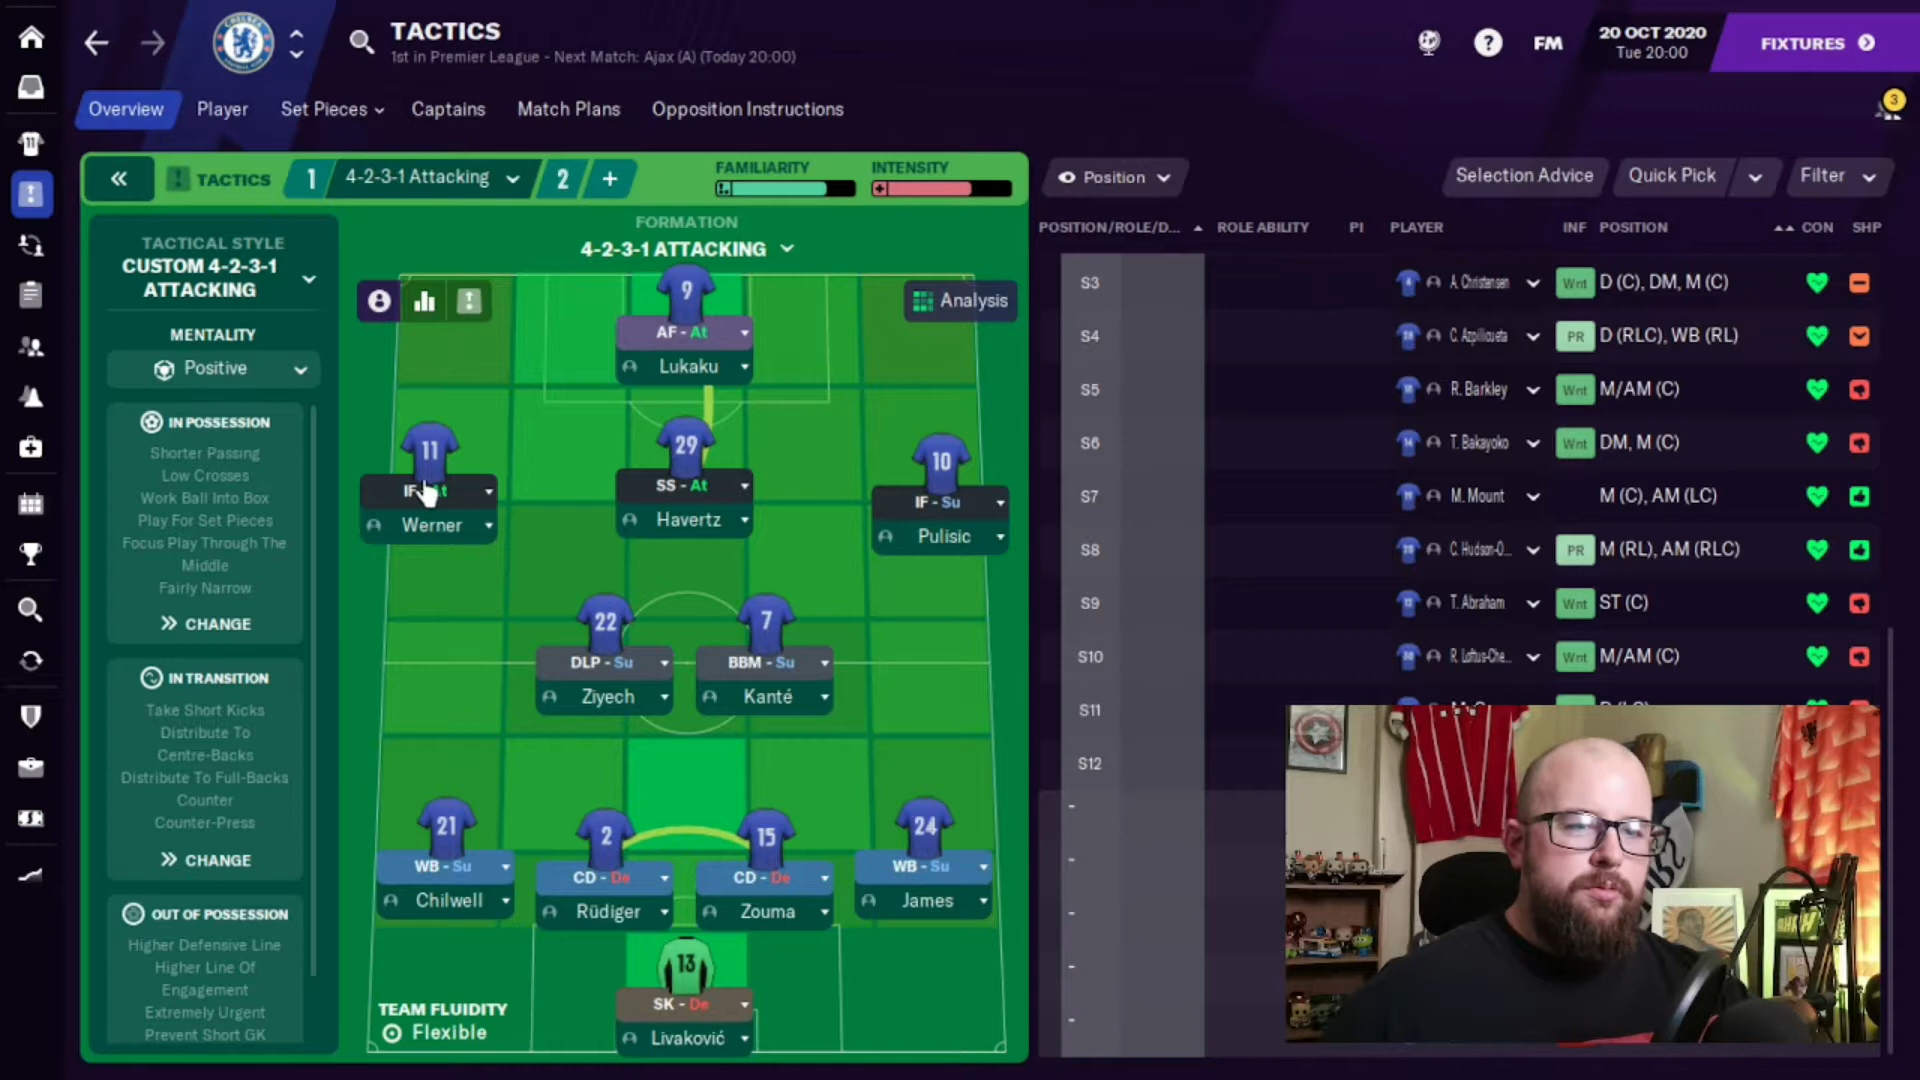 TACTICS
1st in Premier League - Next Match: Ajax (A) (Today 20:00)
FM
20 OCT 2020
Tue 20:00
FIXTURES
Overview
Player
Set Pieces
Captains
Match Plans
Opposition Instructions
3
TACTICS
1
4-2-3-1 Attacking
2
FAMILIARITY
INTENSITY
TACTICAL STYLE
CUSTOM 4-2-3-1
ATTACKING
MENTALITY
Positive
IN POSSESSION
Shorter Passing
Low Crosses
Work Ball Into Box
Play For Set Pieces
Focus Play Through The
Middle
Fairly Narrow
CHANGE
IN TRANSITION
Take Short Kicks
Distribute To
Centre-Backs
Distribute To Full-Backs
Counter
Counter-Press
CHANGE
OUT OF POSSESSION
Higher Defensive Line
Higher Line Of
Engagement
Extremely Urgent
Prevent Short GK
FORMATION
4-2-3-1 ATTACKING
Analysis
9
AF - At
Lukaku
11
Werner
29
SS - At
Havertz
10
IF - Su
Pulisic
22
DLP - Su
Ziyech
7
BBM - Su
Kanté
21
WB - Su
Chilwell
2
CD - De
Rüdiger
15
CD - De
Zouma
24
WB - Su
James
13
SK - De
Livaković
TEAM FLUIDITY
Flexible
Position
Selection Advice
Quick Pick
Filter
POSITION/ROLE/D... ROLE ABILITY PI PLAYER INF POSITION CON SHP
S3 A. Christensen Wnt D (C), DM, M (C)
S4 C. Azpilicueta PR D (RLC), WB (RL)
S5 R. Barkley Wnt M/AM (C)
S6 T. Bakayoko Wnt DM, M (C)
S7 M. Mount M (C), AM (LC)
S8 C. Hudson-O... PR M (RL), AM (RLC)
S9 T. Abraham Wnt ST (C)
S10 R. Loftus-Che... Wnt M/AM (C)
S11
S12